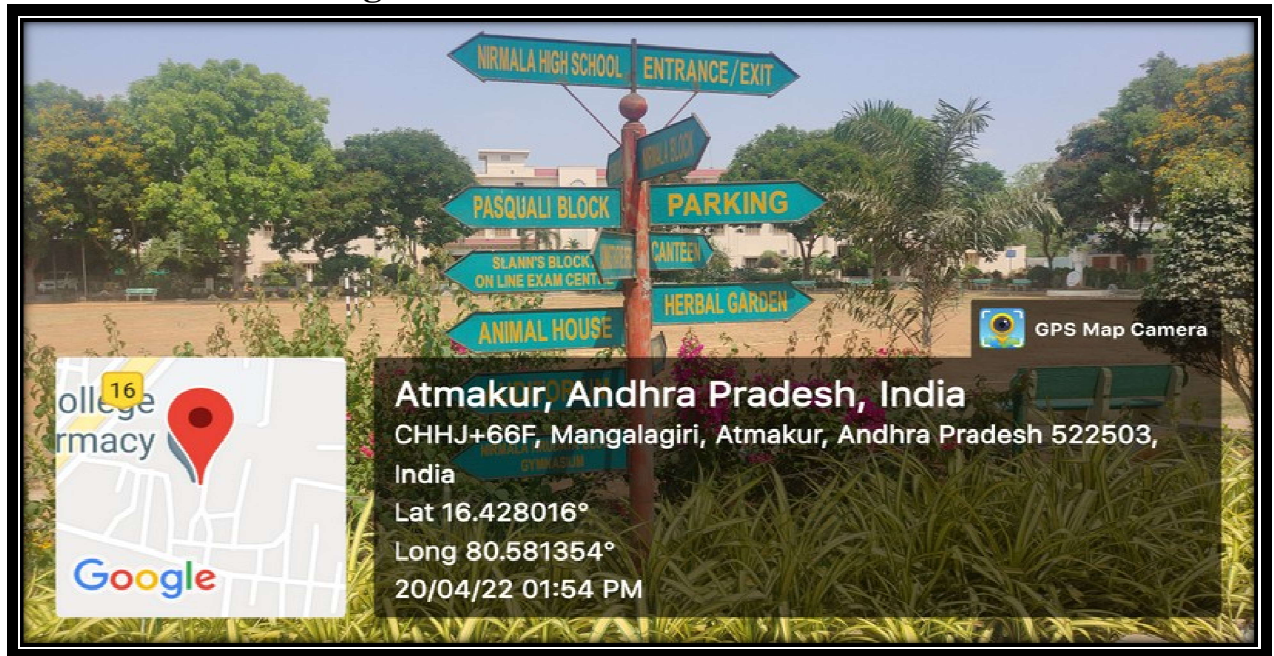 NIRMALA HIGH SCHOOL
ENTRANCE/EXIT
NIRMALA BLOCK
PASQUALI BLOCK
PARKING
SLANN'S BLOCK
ON LINE EXAM CENTRE
CANTEEN
HERBAL GARDEN
ANIMAL HOUSE
GYMNASIUM
GPS Map Camera
16
ollege
rmacy
Google
Atmakur, Andhra Pradesh, India
CHHJ+66F, Mangalagiri, Atmakur, Andhra Pradesh 522503,
India
Lat 16.428016°
Long 80.581354°
20/04/22 01:54 PM